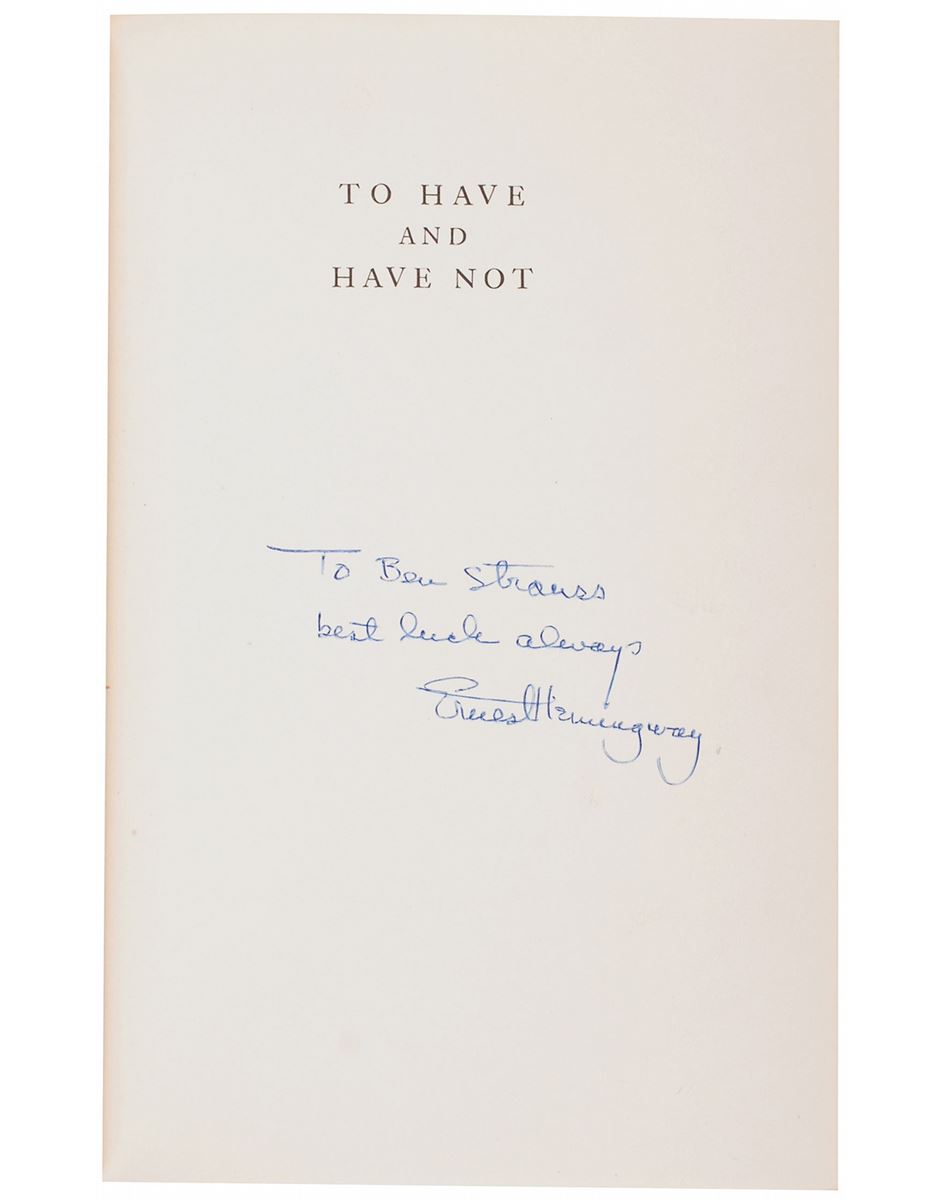 TO HAVE
AND
HAVE NOT
To Ben Strauss
best luck always
Ernest Hemingway